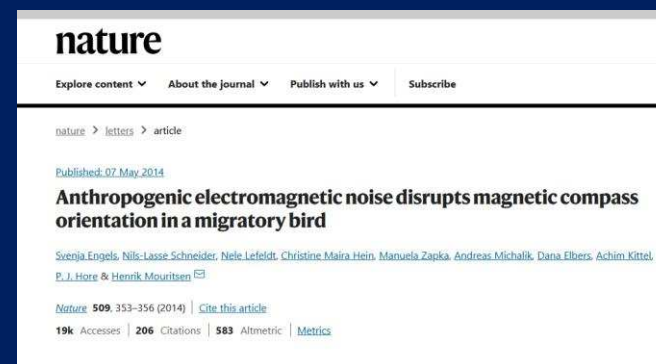 nature
Explore content About the journal Publish with us Subscribe
nature > letters > article
Published: 07 May 2014
Anthropogenic electromagnetic noise disrupts magnetic compass
orientation in a migratory bird
Svenja Engels, Nils-Lasse Schneider, Nele Lefeldt, Christine Maira Hein, Manuela Zapka, Andreas Michalik, Dana Elbers, Achim Kittel,
P. J. Hore & Henrik Mouritsen
Nature 509, 353–356 (2014) | Cite this article
19k Accesses | 206 Citations | 583 Altmetric | Metrics